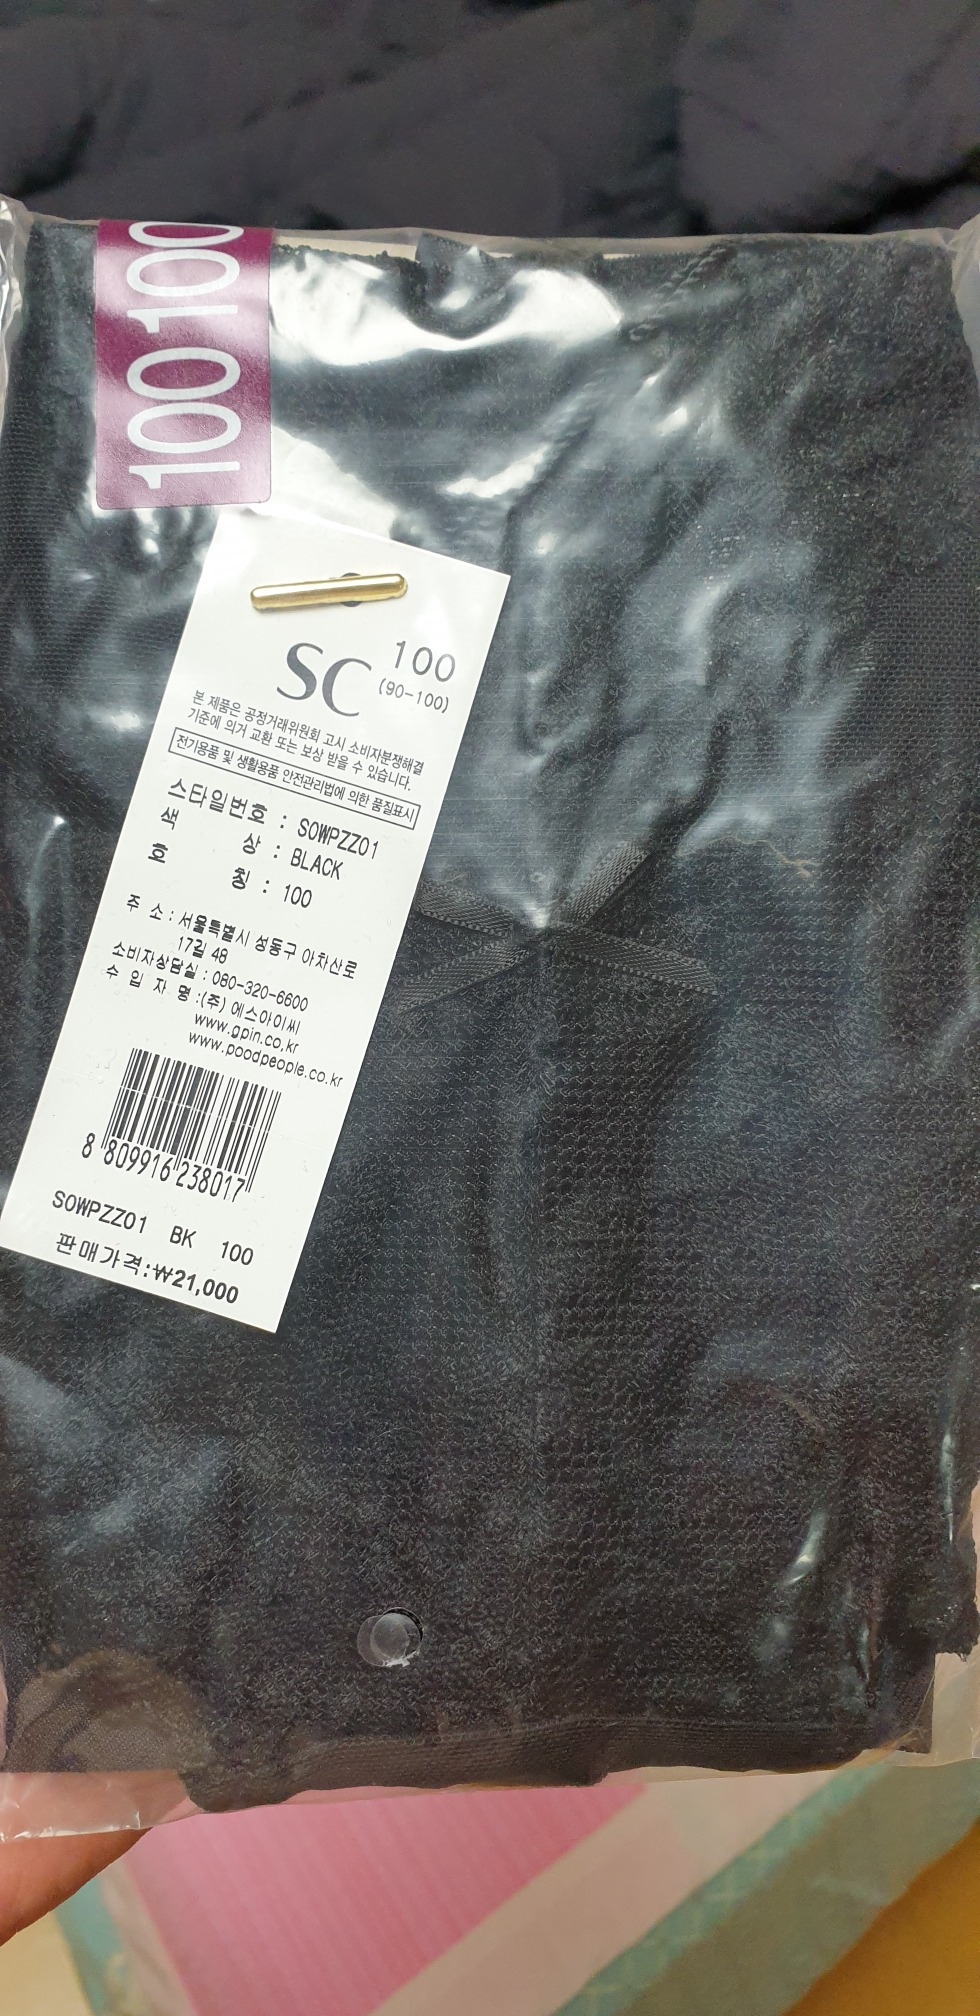 100 100
SC
100
(90-100)
본 제품은 공정거래위원회 고시 소비자분쟁해결
기준에 의거 교환 또는 보상 받을 수 있습니다.
전기용품 및 생활용품 안전관리법에 의한 품질표시
스타일번호 : SOWPZZ01
색 상 : BLACK
호 칭 : 100
주 소 : 서울특별시 성동구 아차산로
17길 48
소비자상담실 : 080-320-6600
수 입 자 명 :(주) 에스아이씨
www.gpin.co.kr
www.poodpeople.co.kr
8 809916 238017
SOWPZZ01 BK 100
판매가격:₩21,000